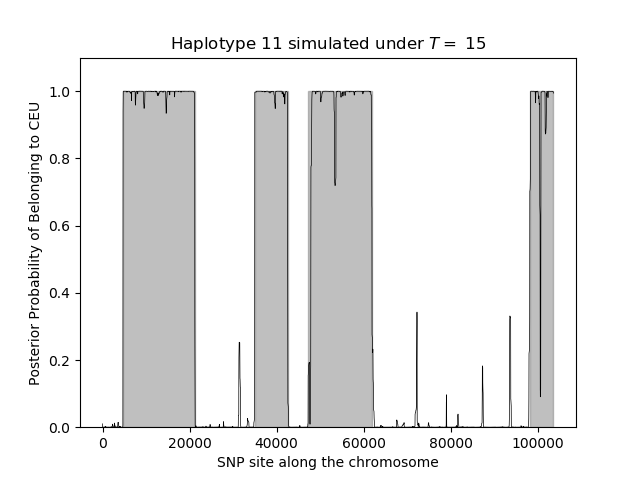 Haplotype 11 simulated under T = 15
Posterior Probability of Belonging to CEU
1.0
0.8
0.6
0.4
0.2
0.0
0 20000 40000 60000 80000 100000
SNP site along the chromosome